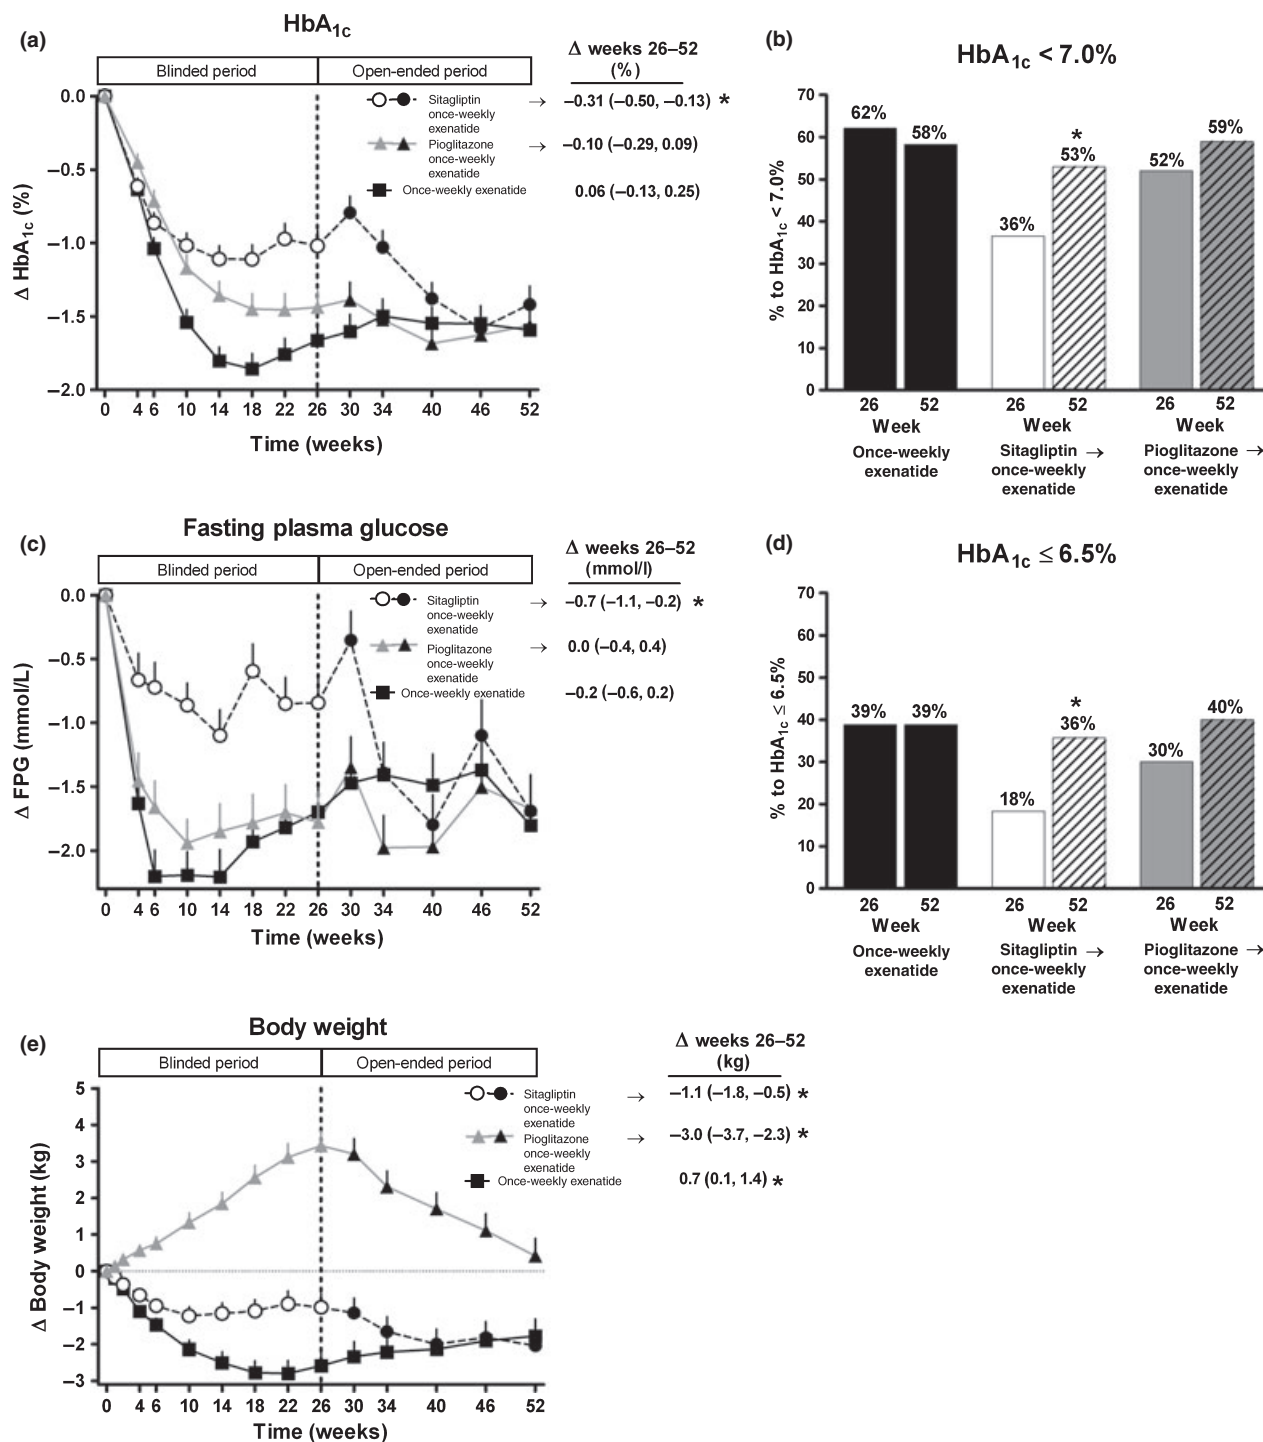 (a)
HbA1c
Δ weeks 26–52
(%)
Blinded period
Open-ended period
Sitagliptin → –0.31 (–0.50, –0.13) *
once-weekly
exenatide
Pioglitazone → –0.10 (–0.29, 0.09)
once-weekly
exenatide
Once-weekly exenatide 0.06 (–0.13, 0.25)
Δ HbA1c (%)
0.0
–0.5
–1.0
–1.5
–2.0
0 4 6 10 14 18 22 26 30 34 40 46 52
Time (weeks)
(b)
HbA1c < 7.0%
% to HbA1c < 7.0%
70
60
50
40
30
20
10
0
62%
58%
36%
*
53%
52%
59%
26 52 26 52 26 52
Week Week Week
Once-weekly Sitagliptin → Pioglitazone →
exenatide once-weekly once-weekly
exenatide exenatide
(c)
Fasting plasma glucose
Δ weeks 26–52
(mmol/l)
Blinded period
Open-ended period
Sitagliptin → –0.7 (–1.1, –0.2) *
once-weekly
exenatide
Pioglitazone → 0.0 (–0.4, 0.4)
once-weekly
exenatide
Once-weekly exenatide –0.2 (–0.6, 0.2)
Δ FPG (mmol/L)
0.0
–0.5
–1.0
–1.5
–2.0
0 4 6 10 14 18 22 26 30 34 40 46 52
Time (weeks)
(d)
HbA1c ≤ 6.5%
% to HbA1c ≤ 6.5%
70
60
50
40
30
20
10
0
39%
39%
18%
*
36%
30%
40%
26 52 26 52 26 52
Week Week Week
Once-weekly Sitagliptin → Pioglitazone →
exenatide once-weekly once-weekly
exenatide exenatide
(e)
Body weight
Δ weeks 26–52
(kg)
Blinded period
Open-ended period
Sitagliptin → –1.1 (–1.8, –0.5) *
once-weekly
exenatide
Pioglitazone → –3.0 (–3.7, –2.3) *
once-weekly
exenatide
Once-weekly exenatide 0.7 (0.1, 1.4) *
Δ Body weight (kg)
5
4
3
2
1
0
–1
–2
–3
0 4 6 10 14 18 22 26 30 34 40 46 52
Time (weeks)